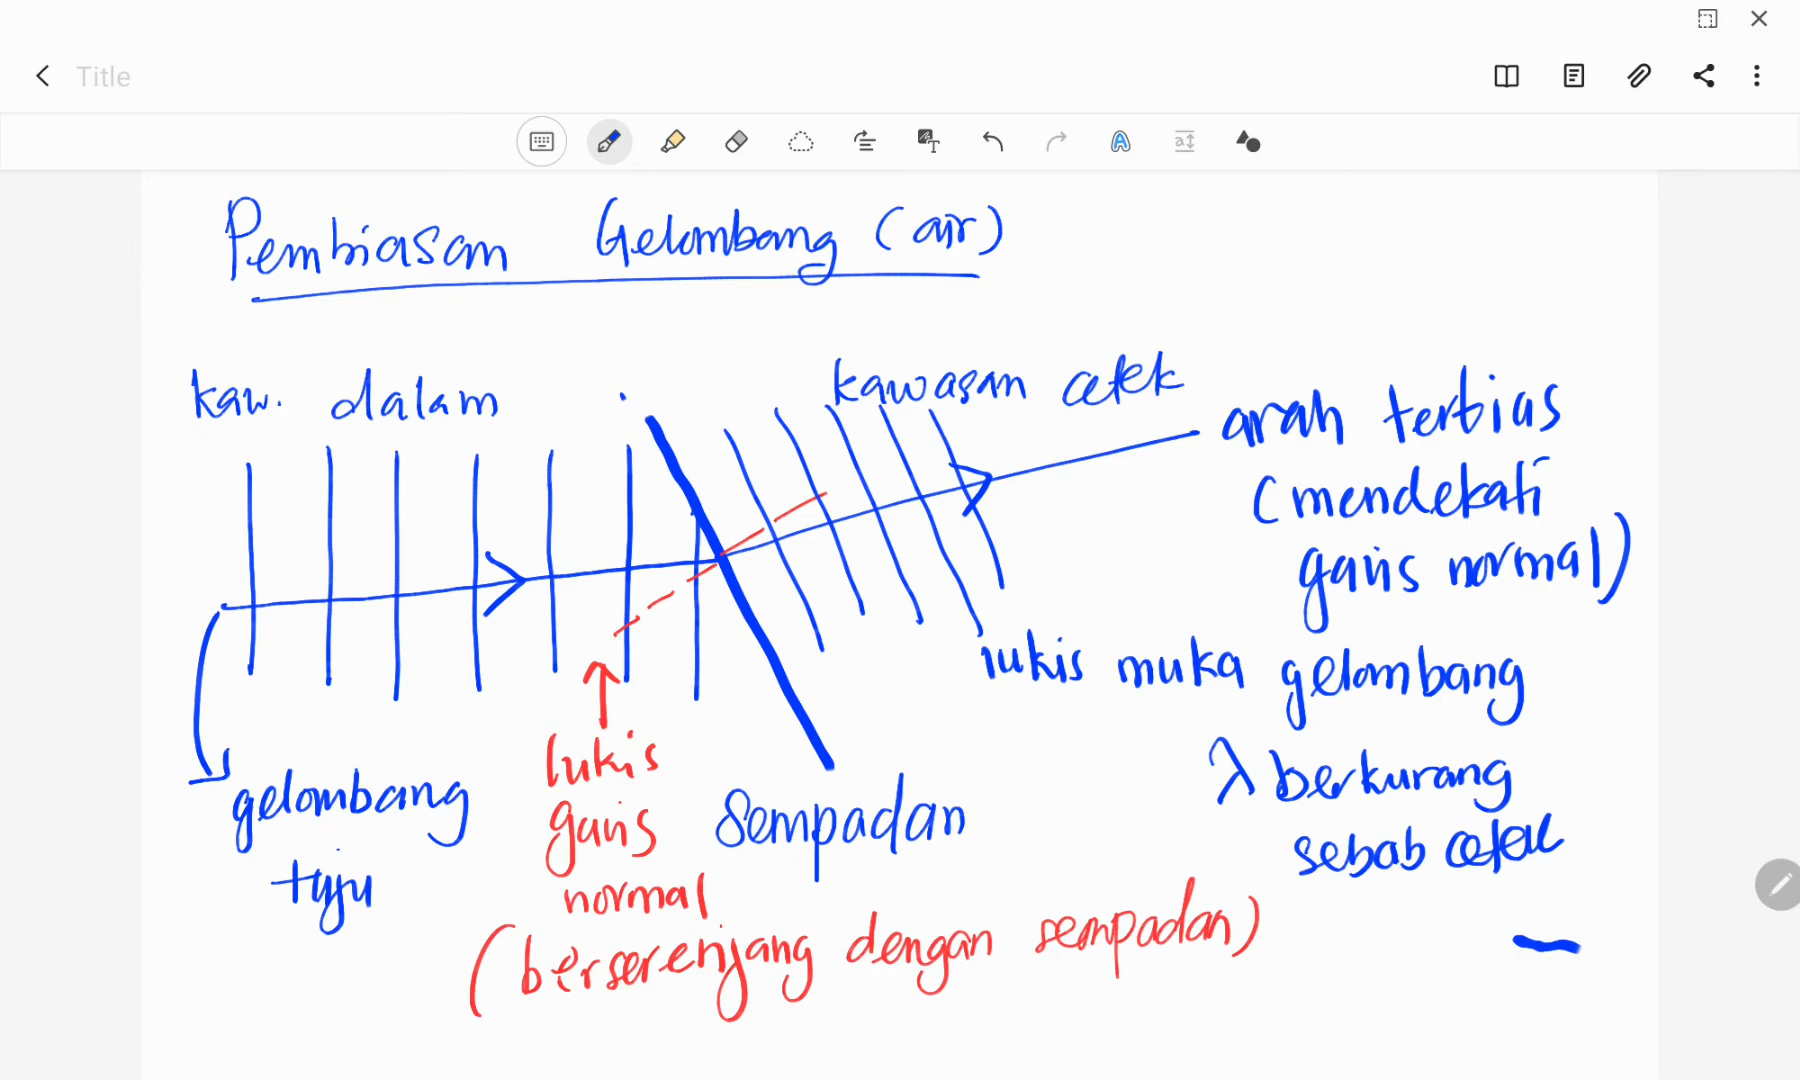 Title
Pembiasan Gelombang (air)
kaw. dalam
kawasan cetek
arah terbias
(mendekati
garis normal)
lukis muka gelombang
λ berkurang
sebab cetek
gelombang
tuju
lukis
garis
normal
(berserenjang dengan sempadan)
sempadan